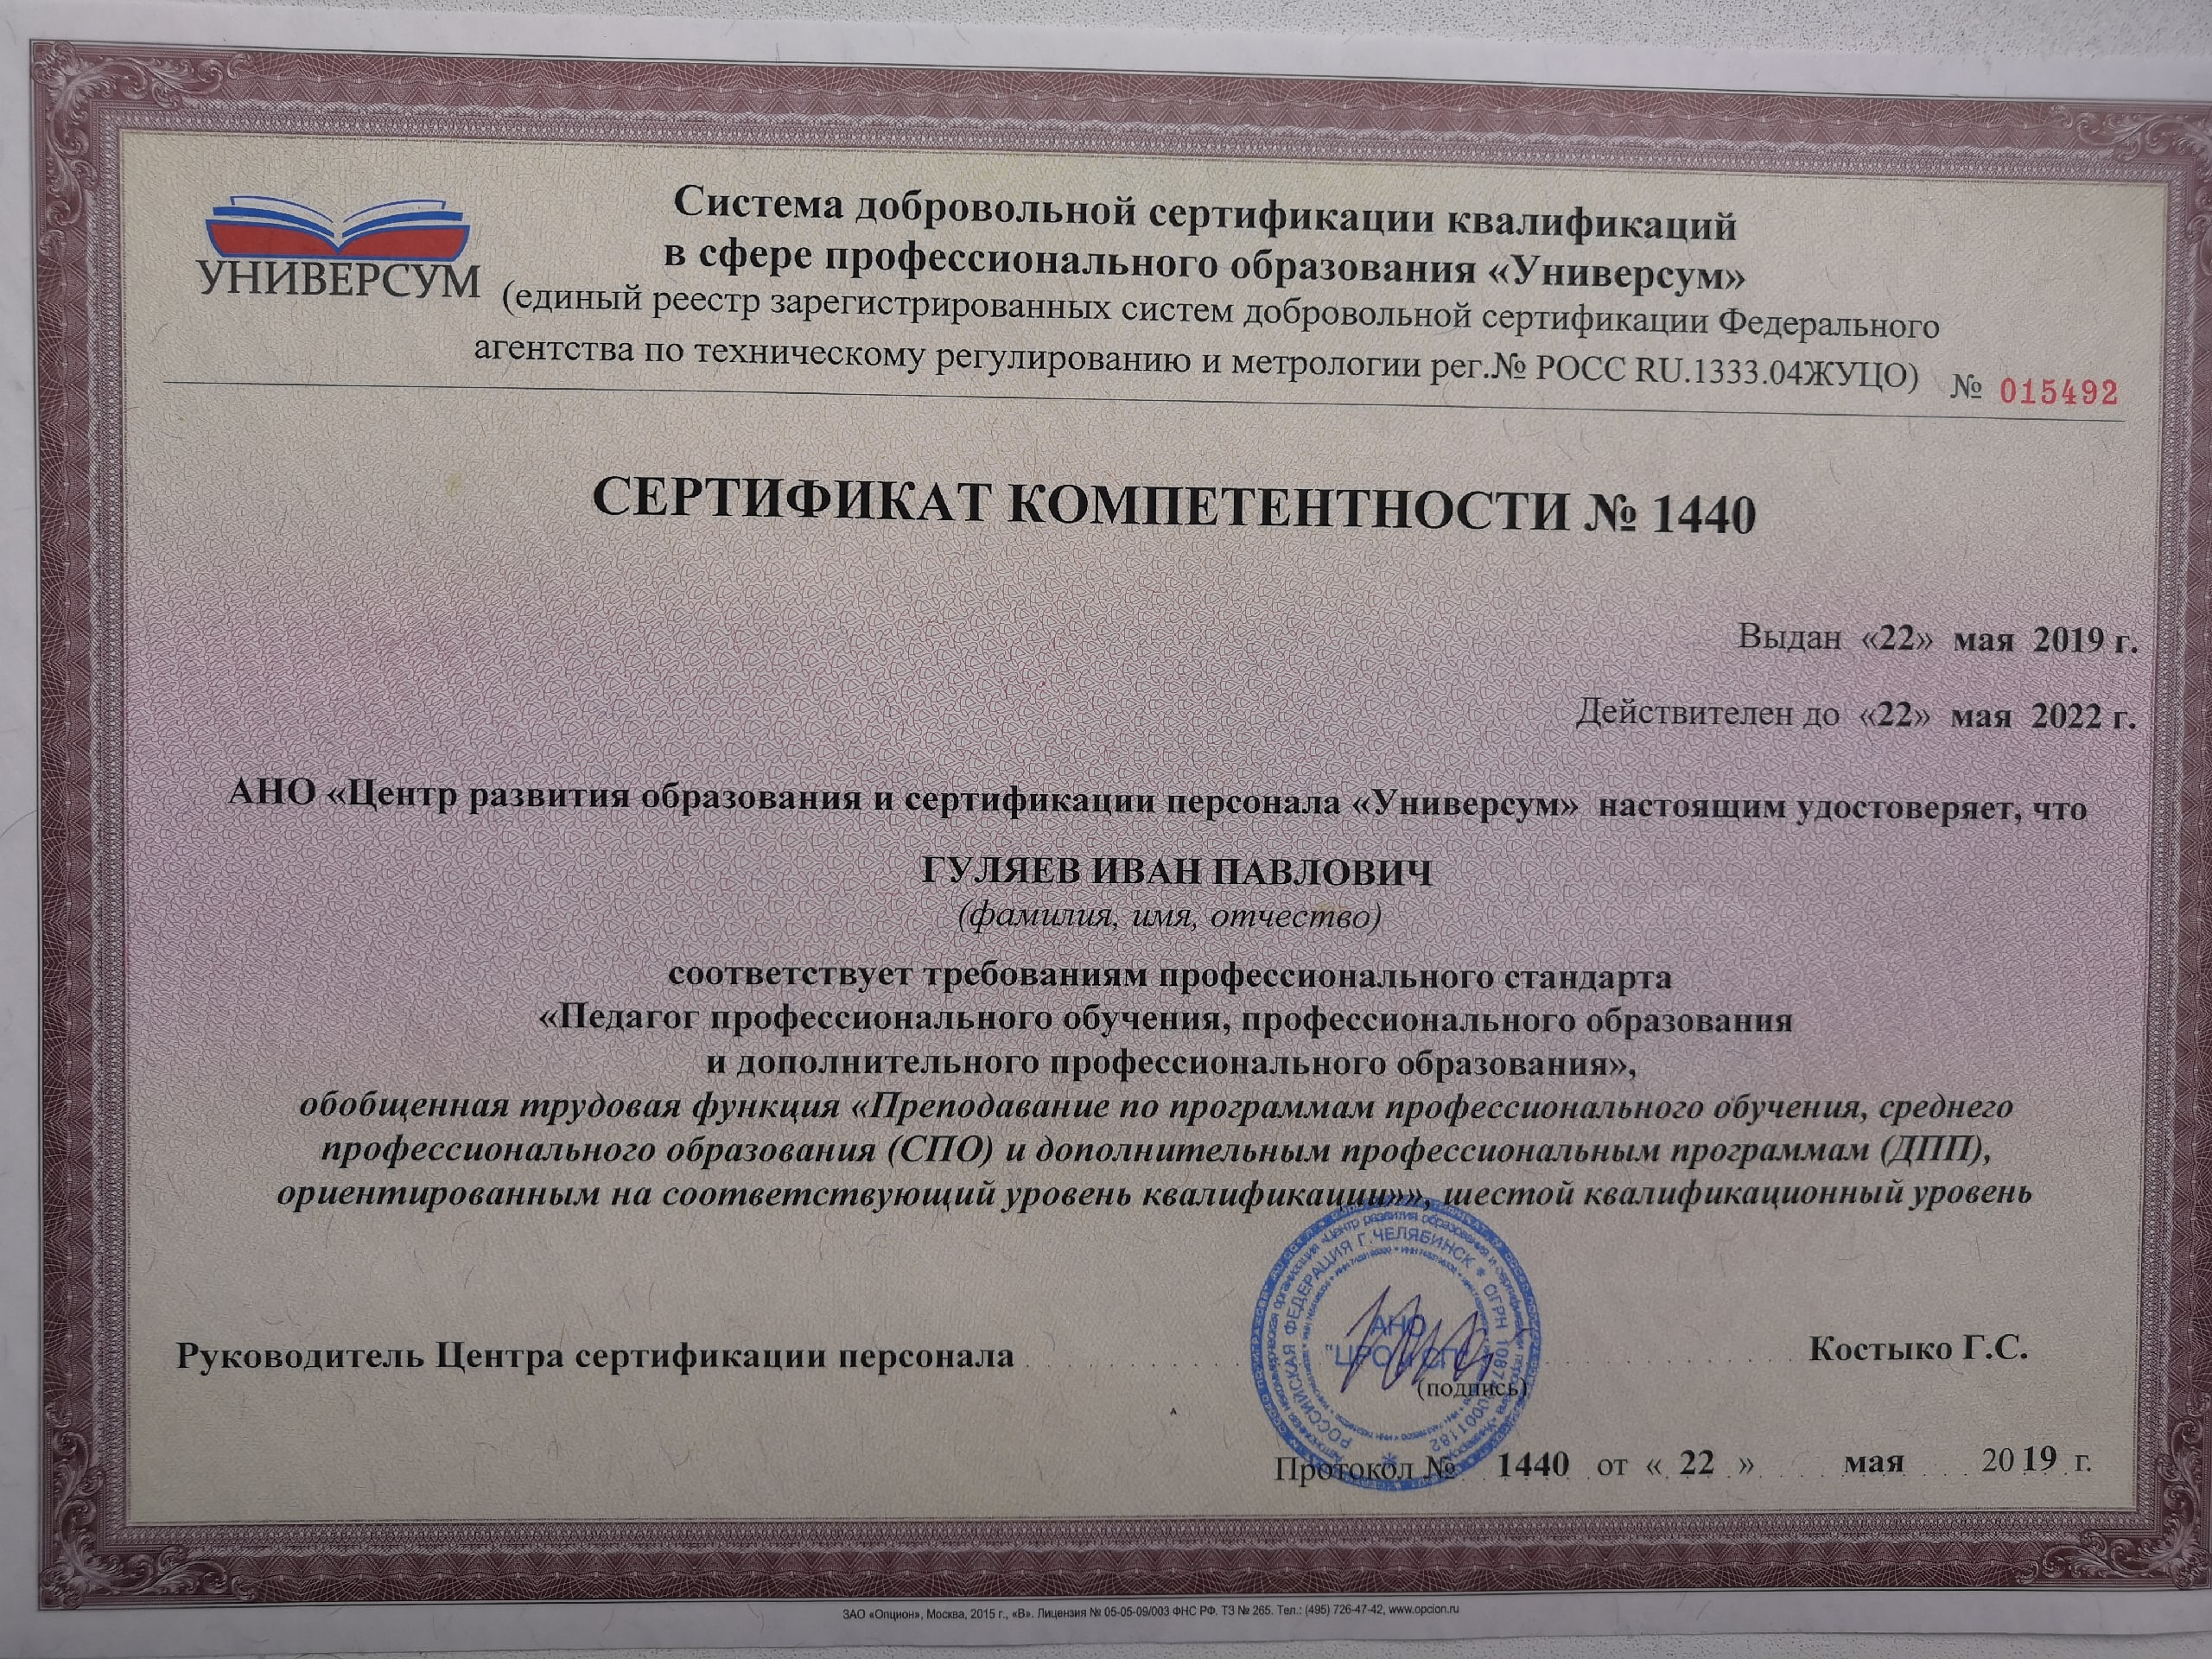 УНИВЕРСУМ
Система добровольной сертификации квалификаций
в сфере профессионального образования «Универсум»
(единый реестр зарегистрированных систем добровольной сертификации Федерального
агентства по техническому регулированию и метрологии рег.№ РОСС RU.1333.04ЖУЦО)
№ 015492
СЕРТИФИКАТ КОМПЕТЕНТНОСТИ № 1440
Выдан «22» мая 2019 г.
Действителен до «22» мая 2022 г.
АНО «Центр развития образования и сертификации персонала «Универсум» настоящим удостоверяет, что
ГУЛЯЕВ ИВАН ПАВЛОВИЧ
(фамилия, имя, отчество)
соответствует требованиям профессионального стандарта
«Педагог профессионального обучения, профессионального образования
и дополнительного профессионального образования»,
обобщенная трудовая функция «Преподавание по программам профессионального обучения, среднего
профессионального образования (СПО) и дополнительным профессиональным программам (ДПП),
ориентированным на соответствующий уровень квалификации»», шестой квалификационный уровень
РОССИЙСКАЯ ФЕДЕРАЦИЯ Г.ЧЕЛЯБИНСК * ОГРН
АНО
Руководитель Центра сертификации персонала
Костыко Г.С.
(подпись)
Протокол № 1440 от « 22 » мая 2019 г.
ЗАО «Опцион», Москва, 2015 г., «В». Лицензия № 05-05-09/003 ФНС РФ. ТЗ № 265. Тел.: (495) 726-47-42, www.opcion.ru